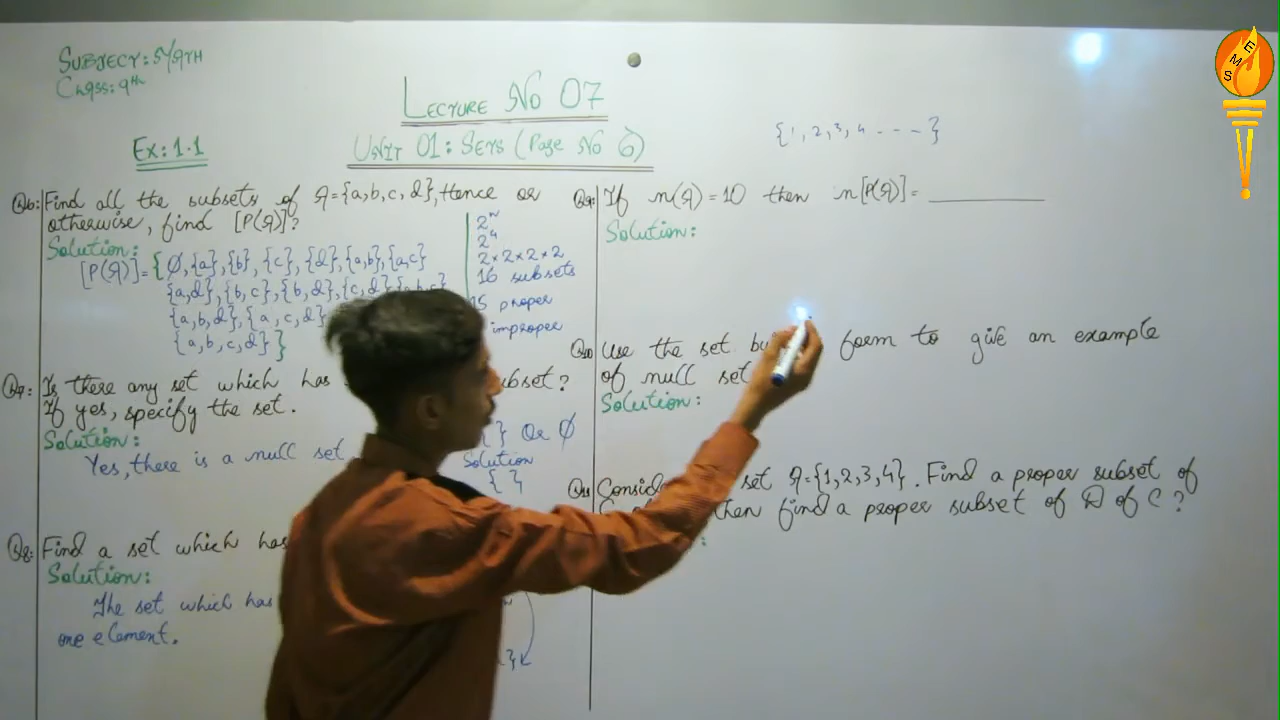 SUBJECT: MATH
Class: 9th
LECTURE NO 07
UNIT 01: SETS (Page No 6)
Ex: 1.1
{1, 2, 3, 4 - - - }
Q6: Find all the subsets of A={a,b,c,d}, Hence or
otherwise, find [P(A)]?
Solution:
[P(A)]={∅,{a},{b},{c},{d},{a,b},{a,c}
{a,d},{b,c},{b,d},{c,d}
{a,b,d},{a,c,d}
{a,b,c,d}}
2ⁿ
2⁴
2×2×2×2
16 subsets
15 proper
improper
Q7: Is there any set which has subset?
If yes, specify the set.
Solution:
Yes, there is a null set
{ } Or ∅
Solution
{ }
Q8: Find a set which has
Solution:
The set which has
one element.
Q9: If n(A)=10 then n[P(A)]=
Solution:
Q10 Use the set form to give an example
of null set
Solution:
Q11 set A={1,2,3,4}. Find a proper subset of
then find a proper subset of D of C?
E M S